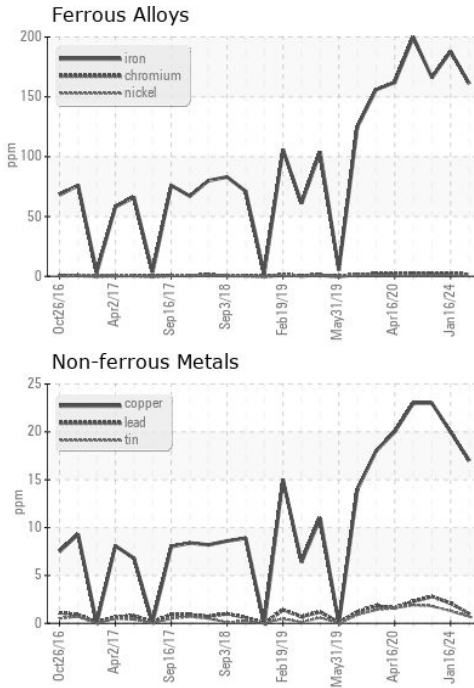 Ferrous Alloys
200
150
100
50
0
ppm
iron
chromium
nickel
Oct26/16
Apr2/17
Sep16/17
Sep3/18
Feb19/19
May31/19
Apr16/20
Jan16/24
Non-ferrous Metals
25
20
15
10
5
0
ppm
copper
lead
tin
Oct26/16
Apr2/17
Sep16/17
Sep3/18
Feb19/19
May31/19
Apr16/20
Jan16/24